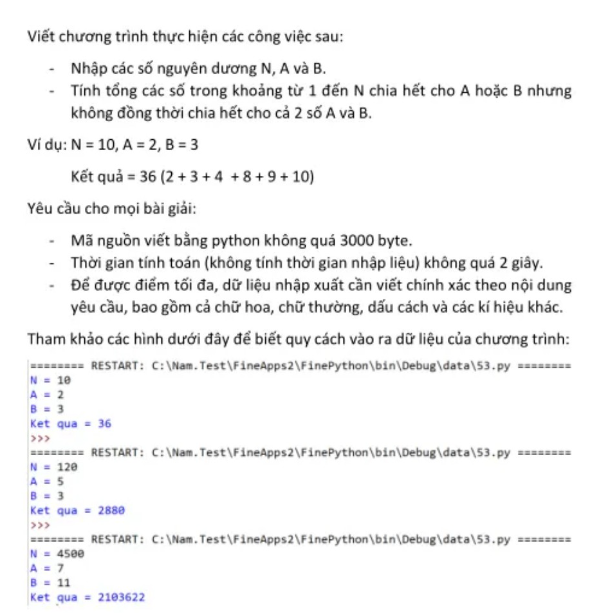 Viết chương trình thực hiện các công việc sau:
- Nhập các số nguyên dương N, A và B.
- Tính tổng các số trong khoảng từ 1 đến N chia hết cho A hoặc B nhưng
không đồng thời chia hết cho cả 2 số A và B.
Ví dụ: N = 10, A = 2, B = 3
Kết quả = 36 (2 + 3 + 4 + 8 + 9 + 10)
Yêu cầu cho mọi bài giải:
- Mã nguồn viết bằng python không quá 3000 byte.
- Thời gian tính toán (không tính thời gian nhập liệu) không quá 2 giây.
- Để được điểm tối đa, dữ liệu nhập xuất cần viết chính xác theo nội dung
yêu cầu, bao gồm cả chữ hoa, chữ thường, dấu cách và các kí hiệu khác.
Tham khảo các hình dưới đây để biết quy cách vào ra dữ liệu của chương trình:
======== RESTART: C:\Nam.Test\FineApps2\FinePython\bin\Debug\data\53.py ========
N = 10
A = 2
B = 3
Ket qua = 36
>>>
======== RESTART: C:\Nam.Test\FineApps2\FinePython\bin\Debug\data\53.py ========
N = 120
A = 5
B = 3
Ket qua = 2880
>>>
======== RESTART: C:\Nam.Test\FineApps2\FinePython\bin\Debug\data\53.py ========
N = 4500
A = 7
B = 11
Ket qua = 2103622